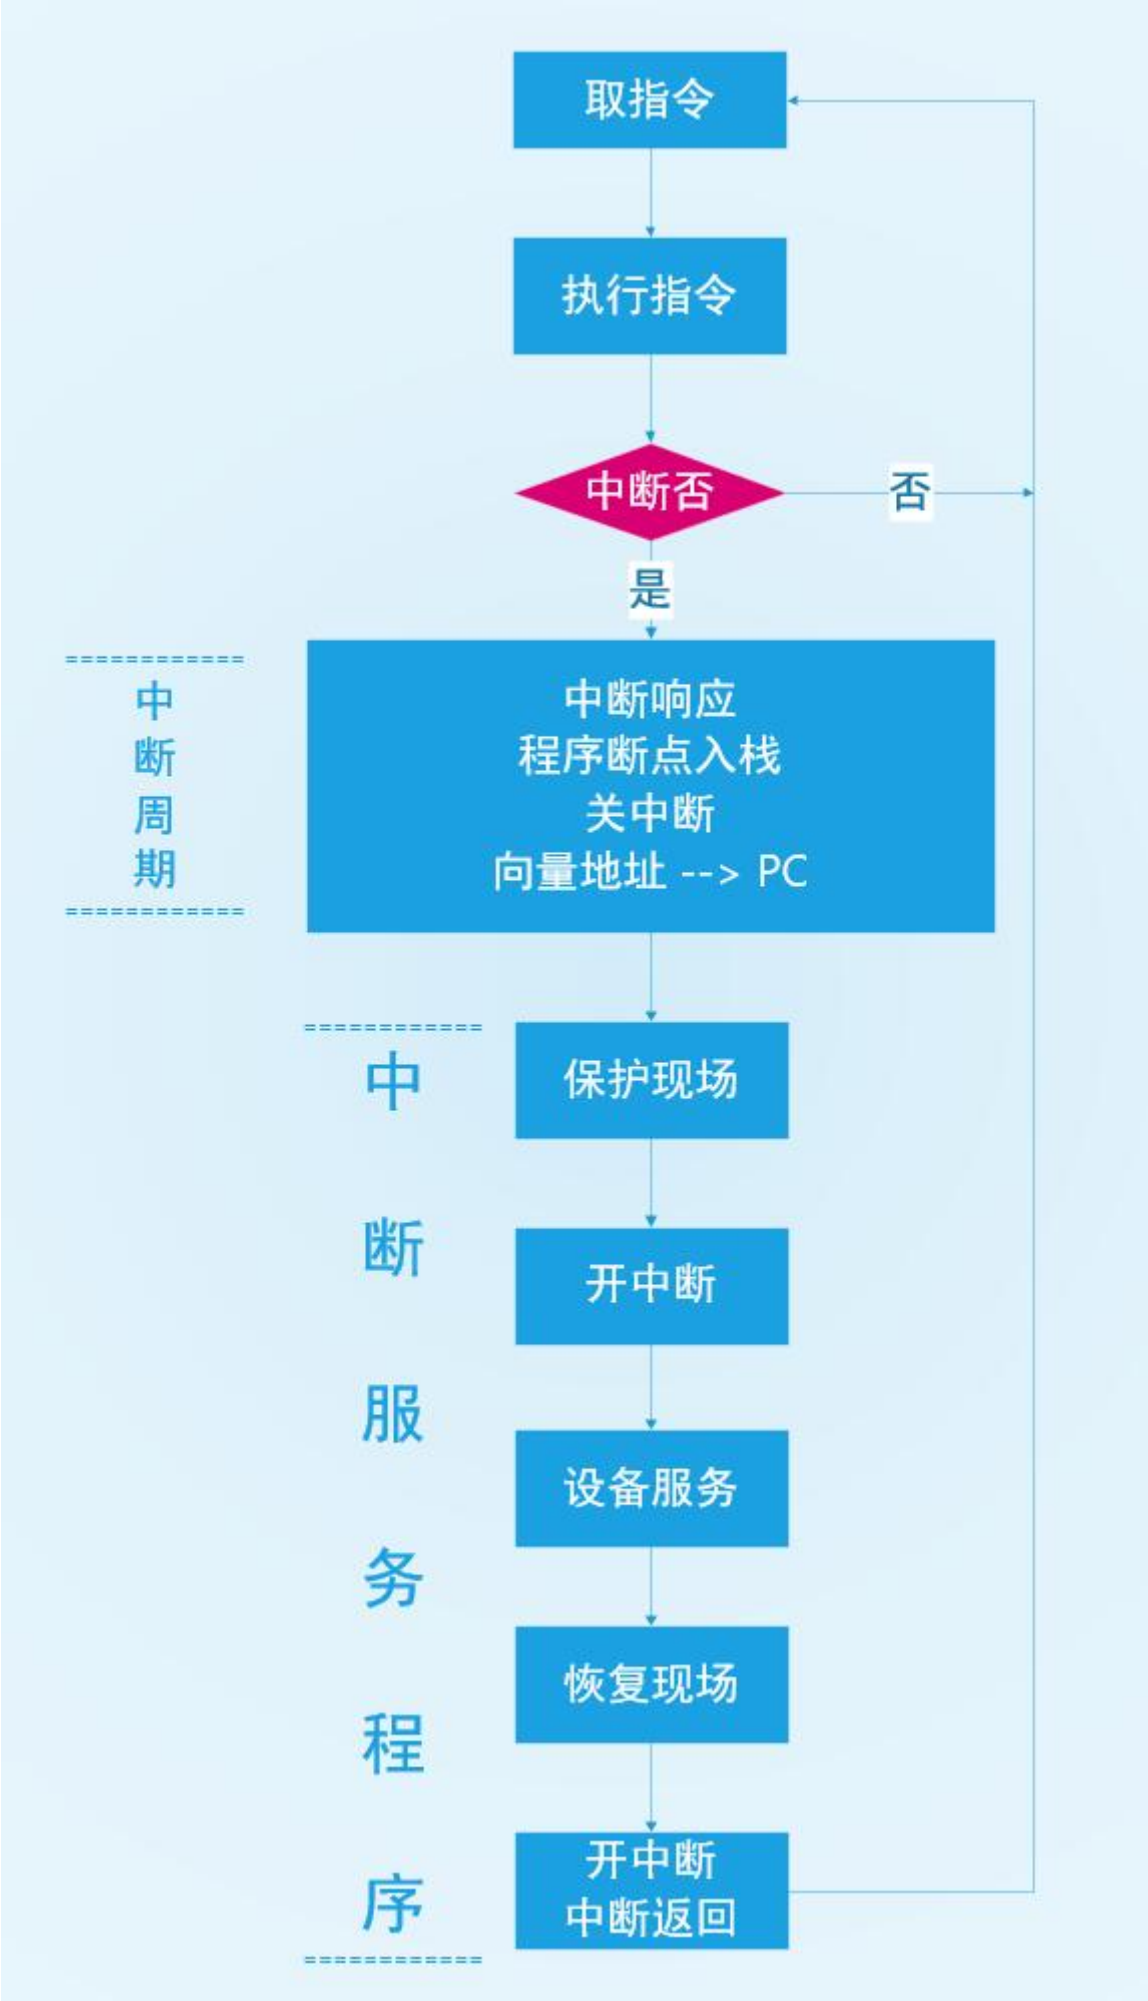 取指令
执行指令
中断否
否
是
============
中
断
周
期
============
中断响应
程序断点入栈
关中断
向量地址 --> PC
============
中
断
服
务
程
序
============
保护现场
开中断
设备服务
恢复现场
开中断
中断返回